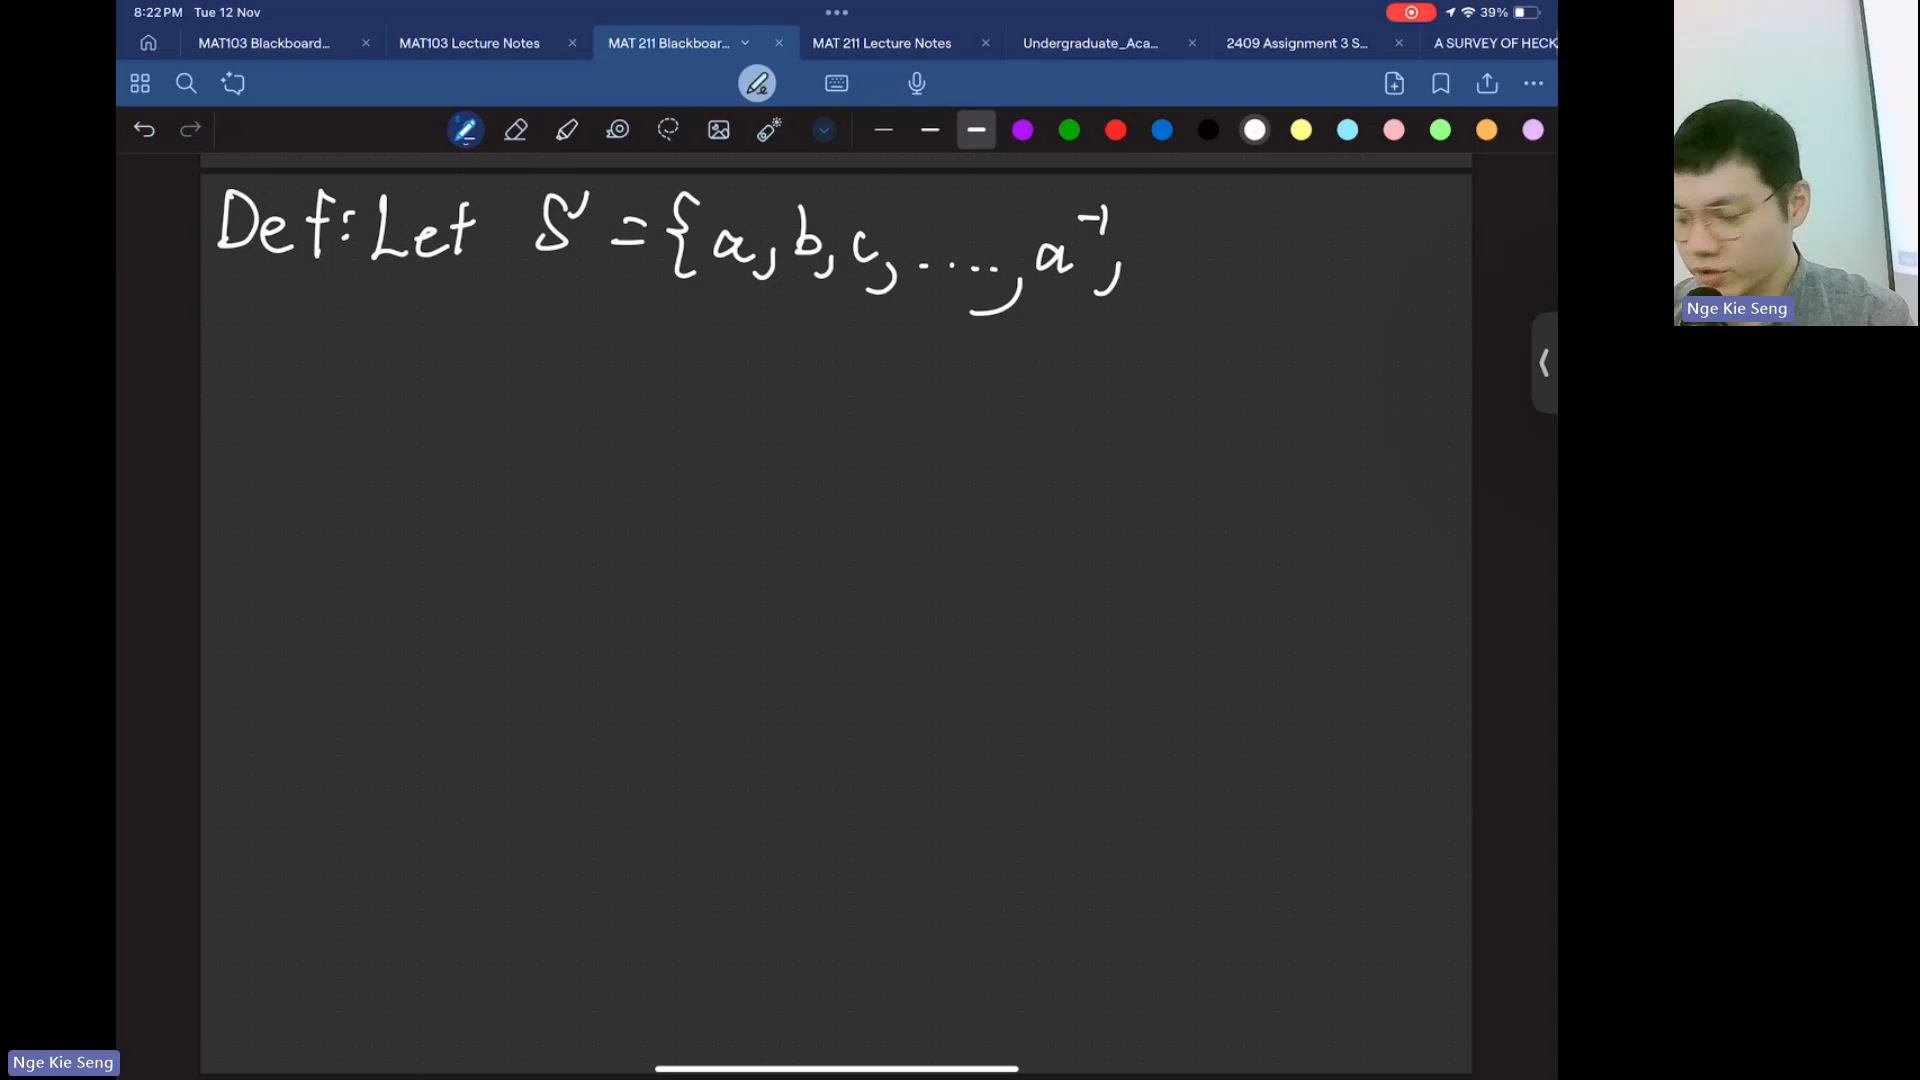 8:22 PM Tue 12 Nov
39%
MAT103 Blackboard...
MAT103 Lecture Notes
MAT 211 Blackboar...
MAT 211 Lecture Notes
Undergraduate_Aca...
2409 Assignment 3 S...
A SURVEY OF HECK
Def: Let S = {a, b, c, ...., a⁻¹,
Nge Kie Seng
Nge Kie Seng